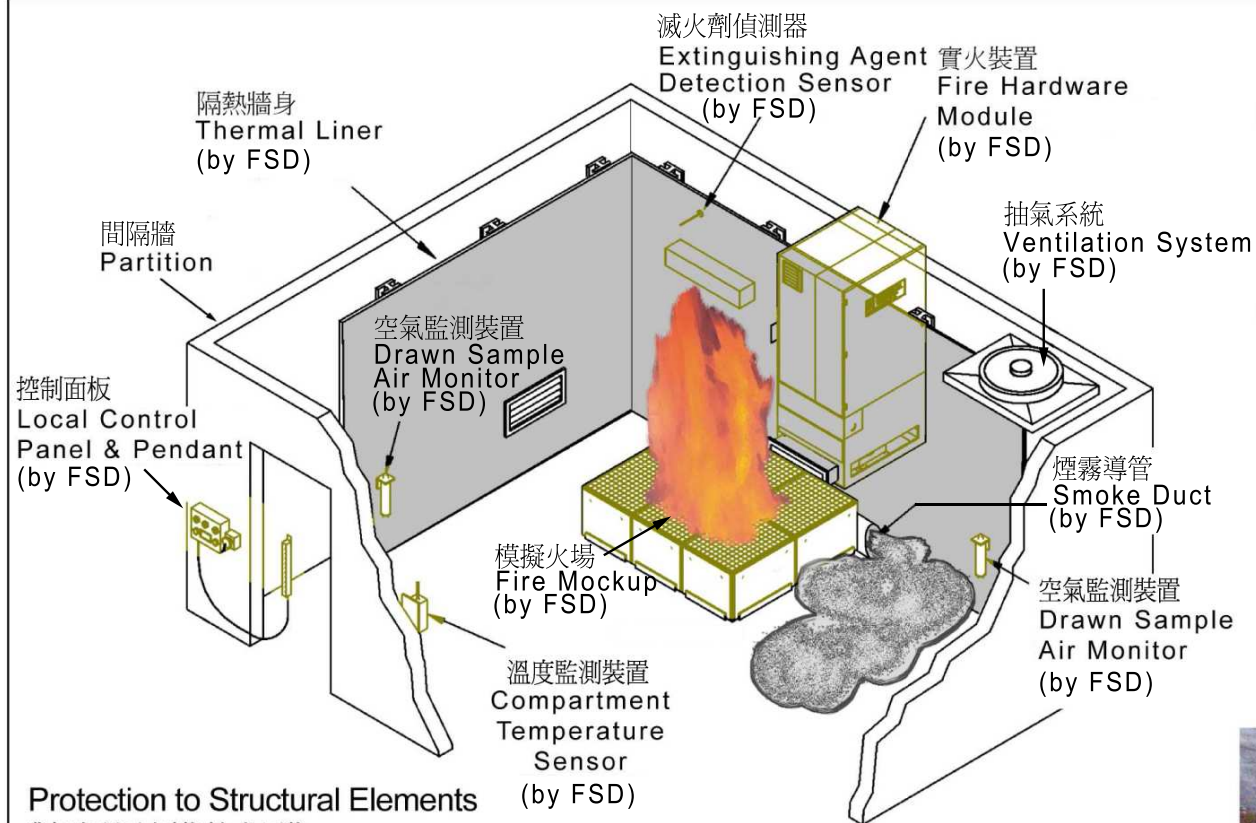 滅火劑偵測器
Extinguishing Agent
Detection Sensor
(by FSD)
實火裝置
Fire Hardware
Module
(by FSD)
隔熱牆身
Thermal Liner
(by FSD)
抽氣系統
Ventilation System
(by FSD)
間隔牆
Partition
空氣監測裝置
Drawn Sample
Air Monitor
(by FSD)
控制面板
Local Control
Panel & Pendant
(by FSD)
煙霧導管
Smoke Duct
(by FSD)
模擬火場
Fire Mockup
(by FSD)
空氣監測裝置
Drawn Sample
Air Monitor
(by FSD)
溫度監測裝置
Compartment
Temperature
Sensor
(by FSD)
Protection to Structural Elements